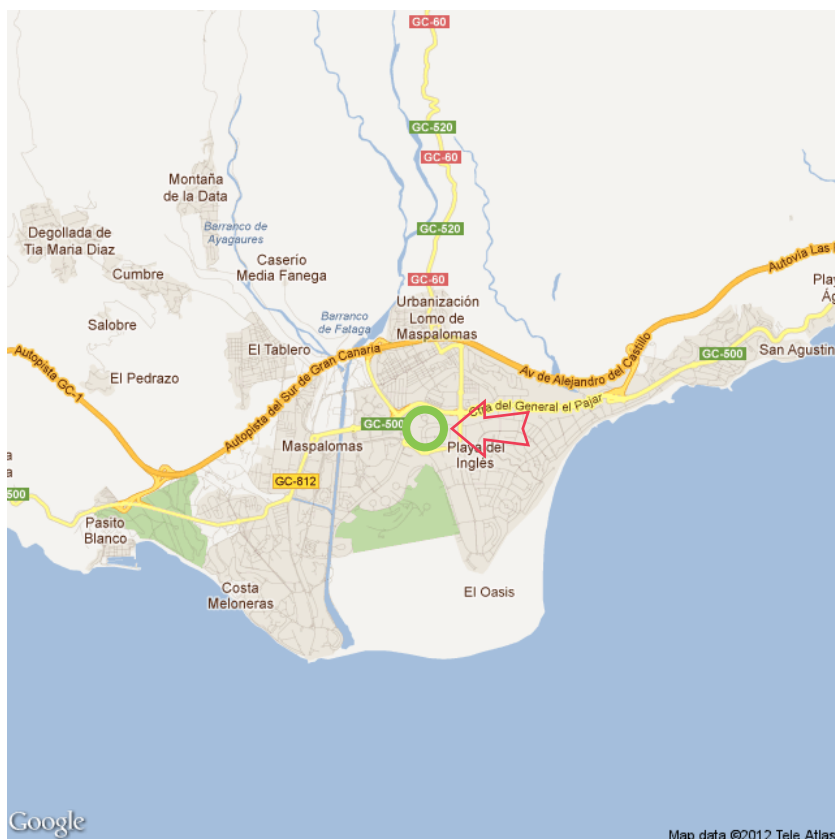 GC-60
GC-520
GC-60
Montaña
de la Data
Barranco de
Ayagaures
GC-520
Degollada de
Tia Maria Diaz
Cumbre
Caserio
Media Fanega
GC-60
Autovía Las
Play
Ág
Urbanización
Lomo de
Maspalomas
Barranco
de Fataga
Salobre
El Tablero
Autopista GC-1
El Pedrazo
Autopista del Sur de Gran Canaria
Av de Alejandro del Castillo
GC-500
San Agustin
Ctra del General el Pajar
GC-500
Maspalomas
Playa del
Ingles
a
a
GC-812
500
Pasito
Blanco
Costa
Meloneras
El Oasis
Google
Map data ©2012 Tele Atlas